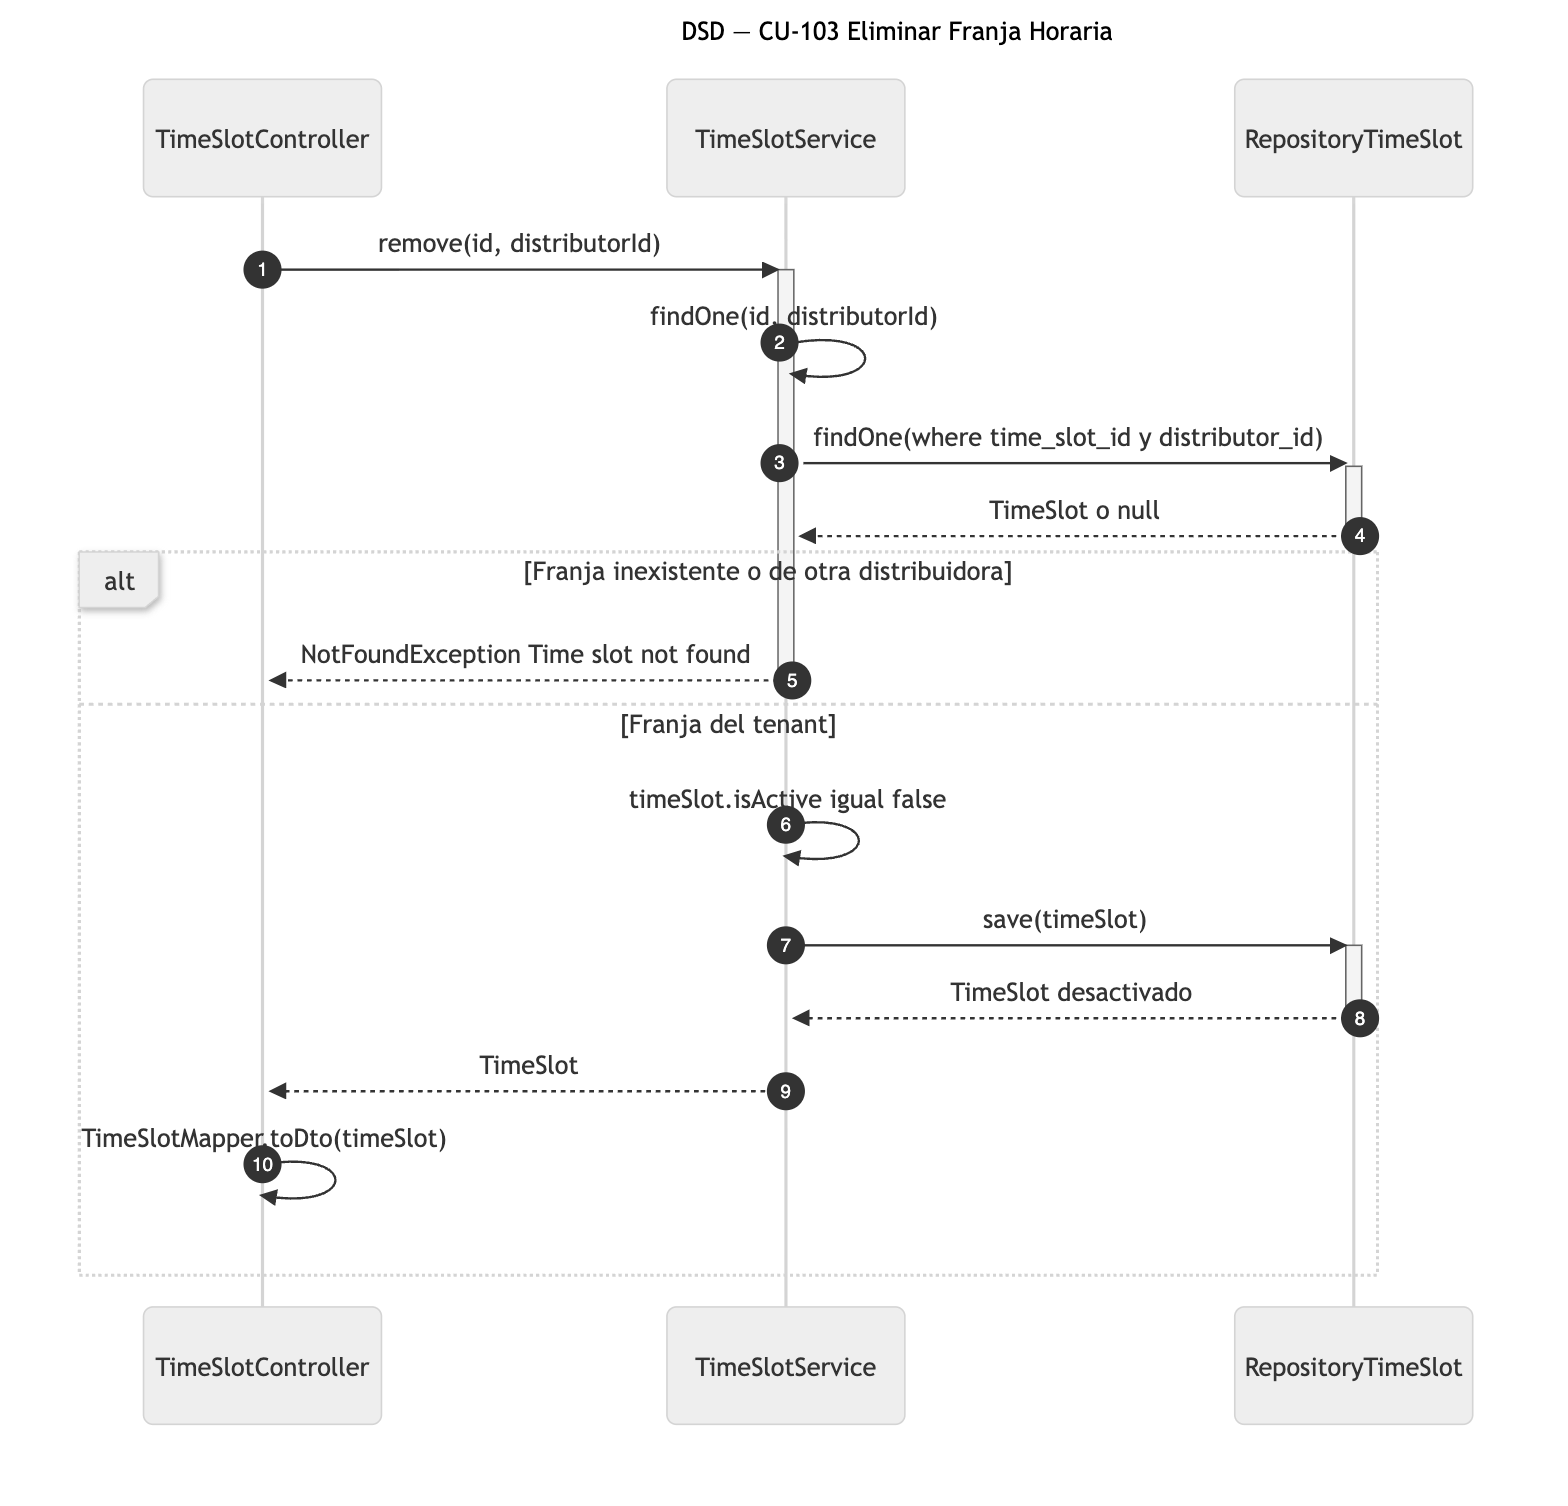 DSD — CU-103 Eliminar Franja Horaria
TimeSlotController
TimeSlotService
RepositoryTimeSlot
remove(id, distributorId)
1
findOne(id, distributorId)
2
findOne(where time_slot_id y distributor_id)
3
TimeSlot o null
4
alt
[Franja inexistente o de otra distribuidora]
NotFoundException Time slot not found
5
[Franja del tenant]
timeSlot.isActive igual false
6
save(timeSlot)
7
TimeSlot desactivado
8
TimeSlot
9
TimeSlotMapper.toDto(timeSlot)
10
TimeSlotController
TimeSlotService
RepositoryTimeSlot